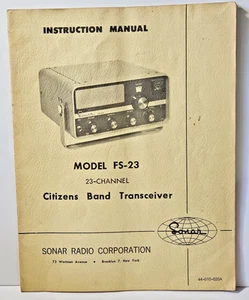 INSTRUCTION MANUAL
MODEL FS-23
23-CHANNEL
Citizens Band Transceiver
Sonar
SONAR RADIO CORPORATION
73 Wortman Avenue • Brooklyn 7, New York